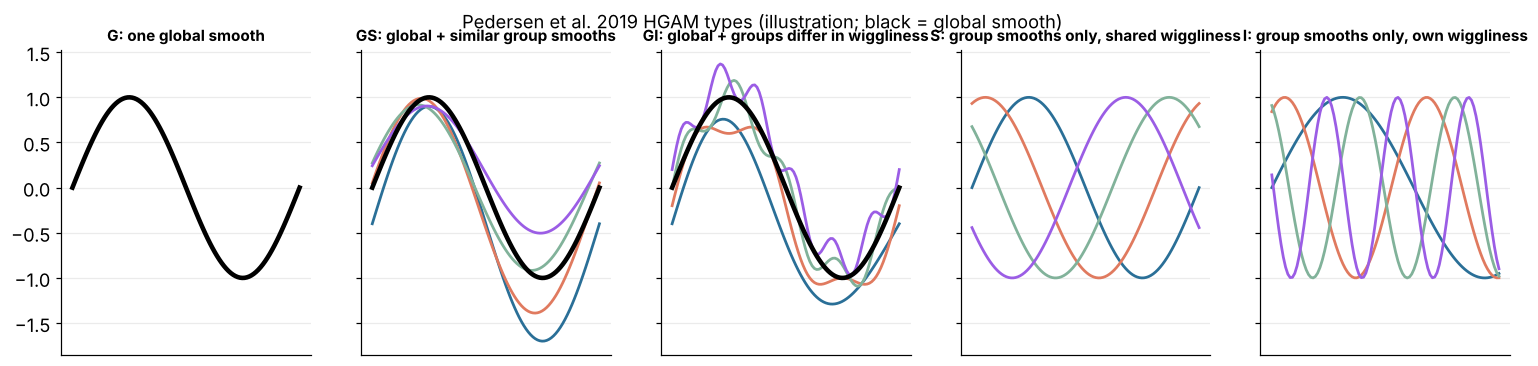 Pedersen et al. 2019 HGAM types (illustration; black = global smooth)
G: one global smooth
GS: global + similar group smooths
GI: global + groups differ in wiggliness
S: group smooths only, shared wiggliness
I: group smooths only, own wiggliness
1.5
1.0
0.5
0.0
−0.5
−1.0
−1.5